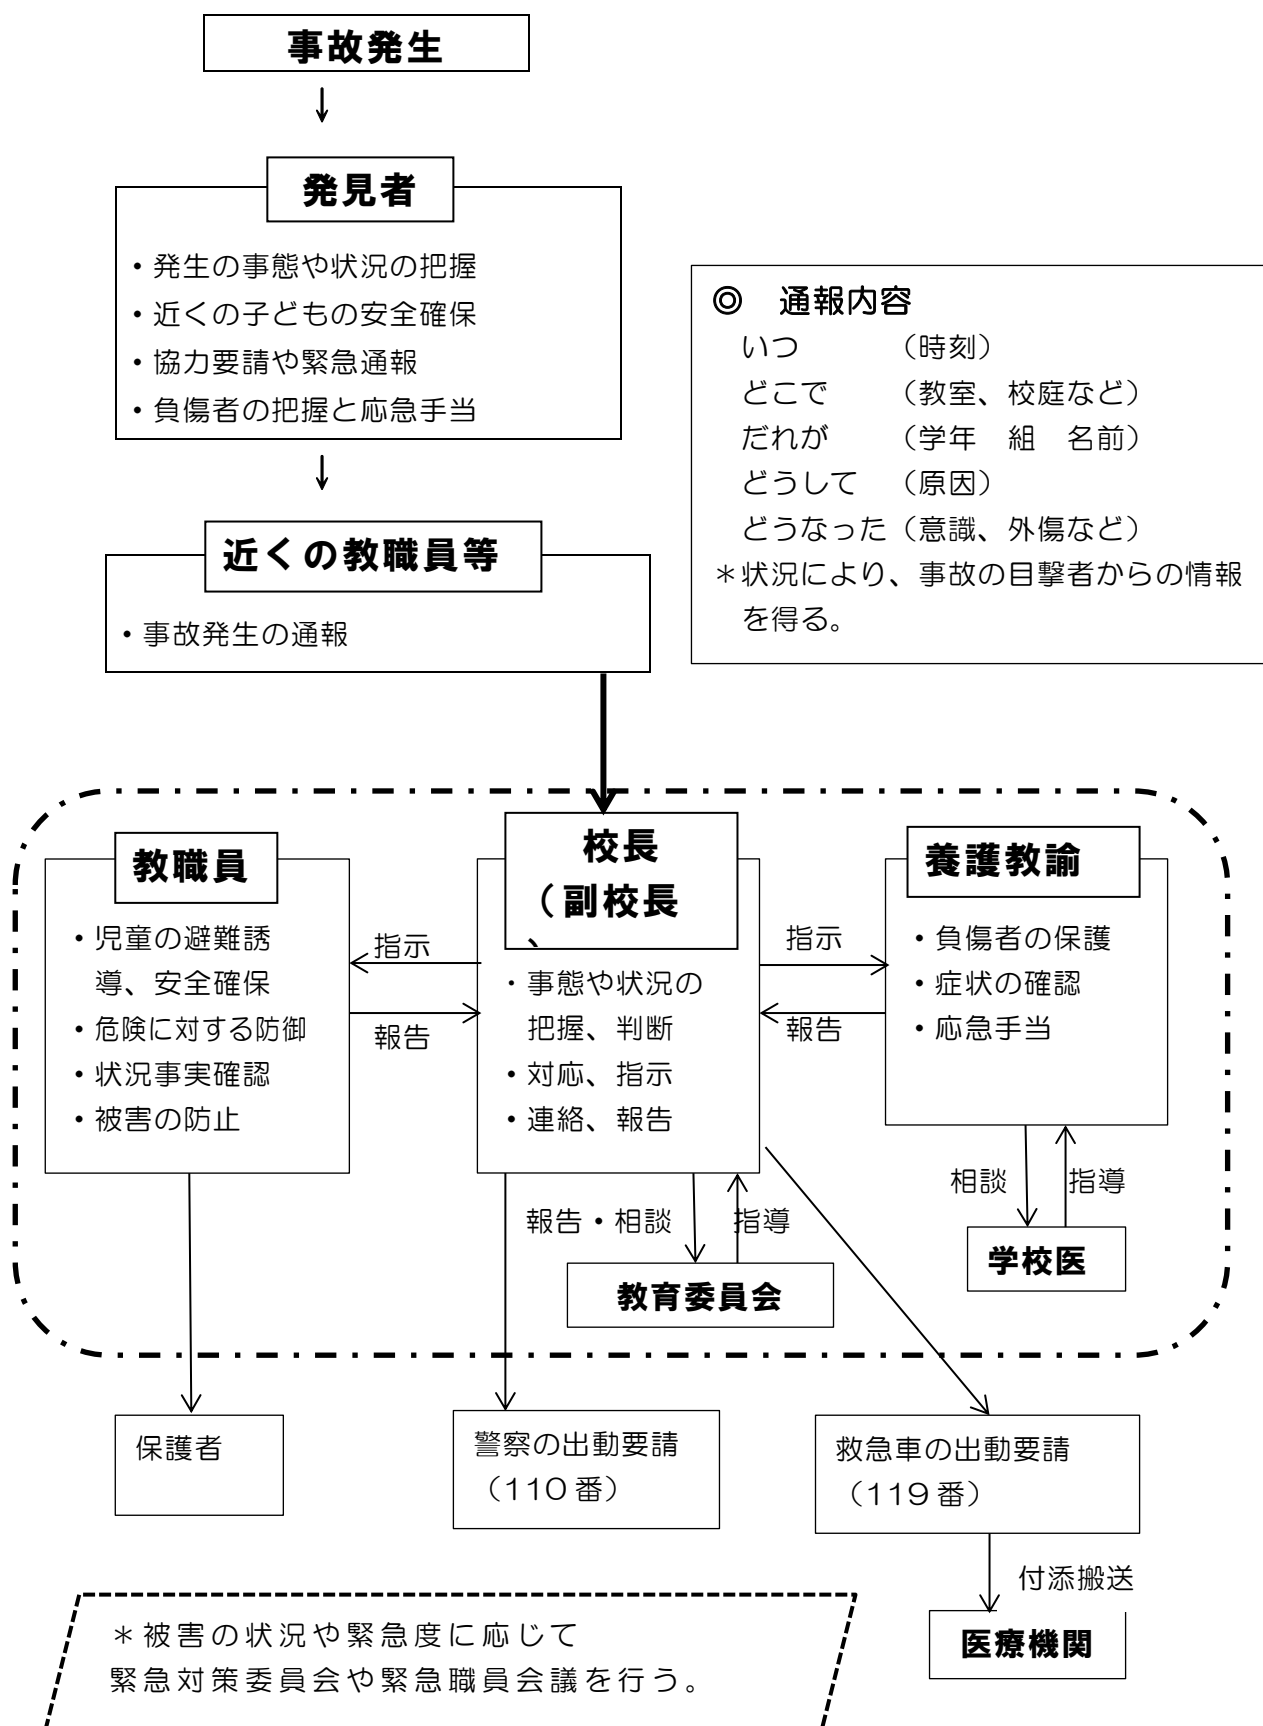 事故発生
発見者
・発生の事態や状況の把握
・近くの子どもの安全確保
・協力要請や緊急通報
・負傷者の把握と応急手当
◎　通報内容
いつ　　　　（時刻）
どこで　　　（教室、校庭など）
だれが　　　（学年　組　名前）
どうして　（原因）
どうなった（意識、外傷など）
＊状況により、事故の目撃者からの情報
を得る。
近くの教職員等
・事故発生の通報
教職員
・児童の避難誘
導、安全確保
・危険に対する防御
・状況事実確認
・被害の防止
指示
報告
校長
（副校長
・事態や状況の
把握、判断
・対応、指示
・連絡、報告
指示
報告
養護教諭
・負傷者の保護
・症状の確認
・応急手当
報告・相談
指導
教育委員会
相談
指導
学校医
保護者
警察の出動要請
（110番）
救急車の出動要請
（119番）
付添搬送
医療機関
＊被害の状況や緊急度に応じて
緊急対策委員会や緊急職員会議を行う。